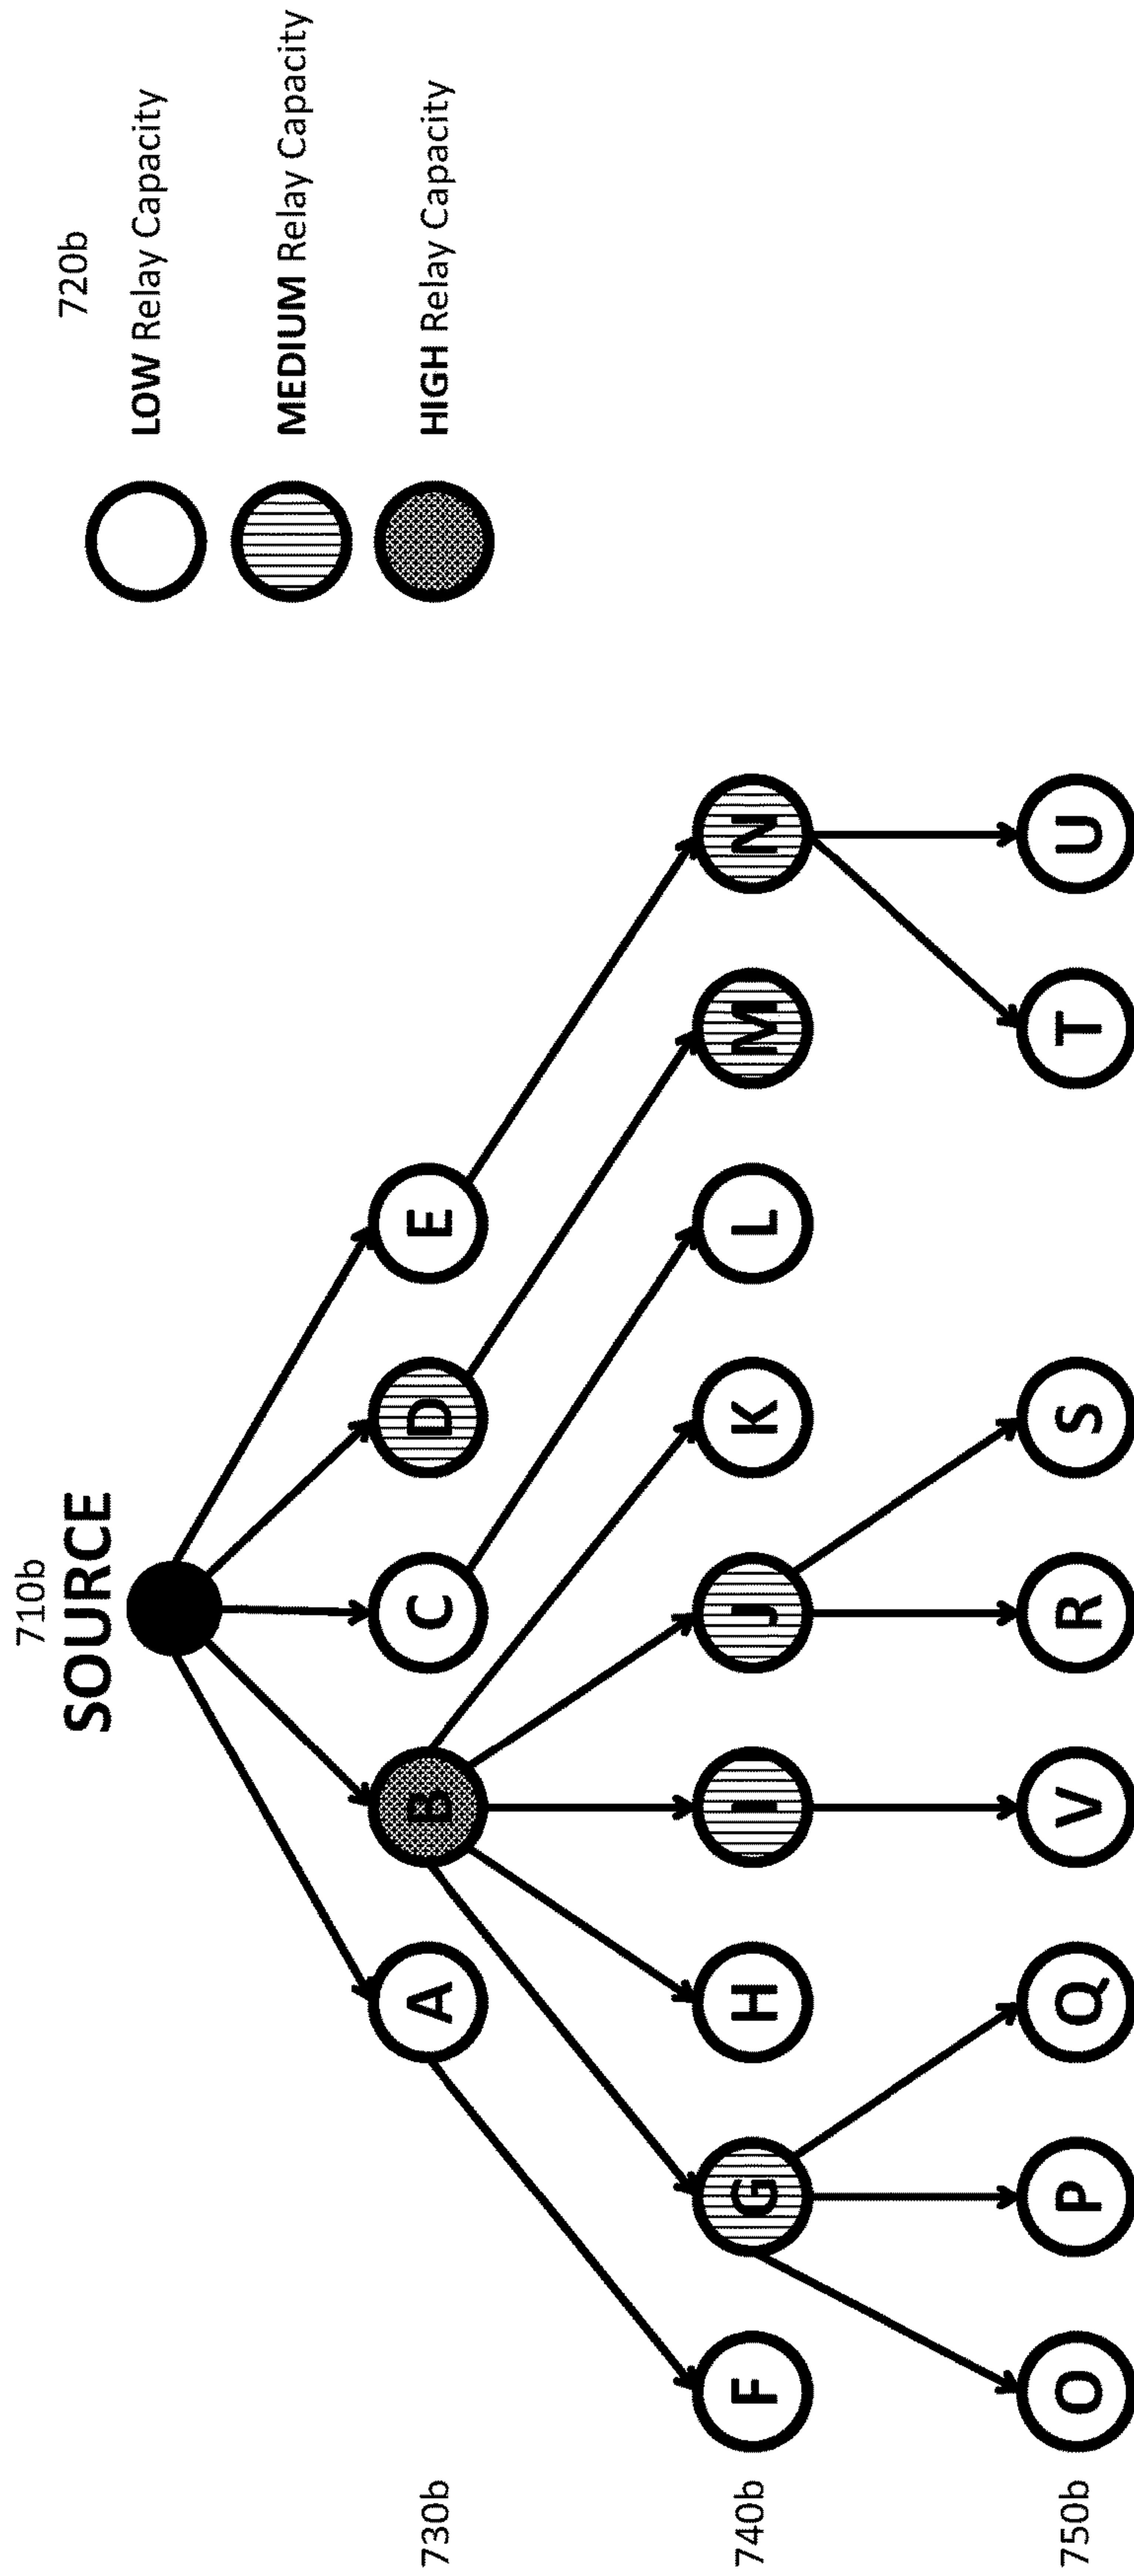 710b
SOURCE
720b
LOW Relay Capacity
MEDIUM Relay Capacity
HIGH Relay Capacity
730b
A
B
C
D
E
740b
F
G
H
I
J
K
L
M
N
750b
O
P
Q
V
R
S
T
U